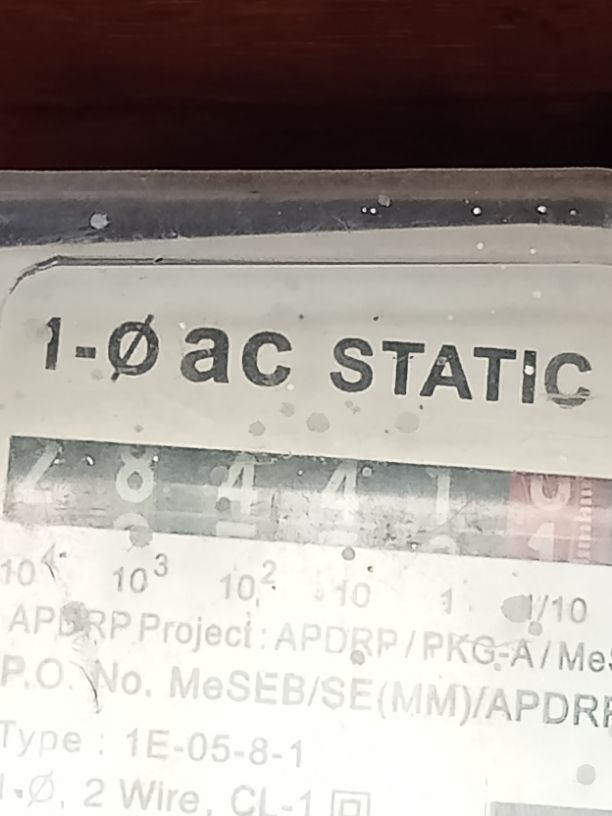 1-Ø ac STATIC
8 4 4 1
10⁴ 10³ 10² 10 1 1/10
APDRP Project : APDRP / PKG-A / MeS
P.O. No. MeSEB/SE(MM)/APDRP
Type : 1E-05-8-1
1-Ø, 2 Wire, CL-1